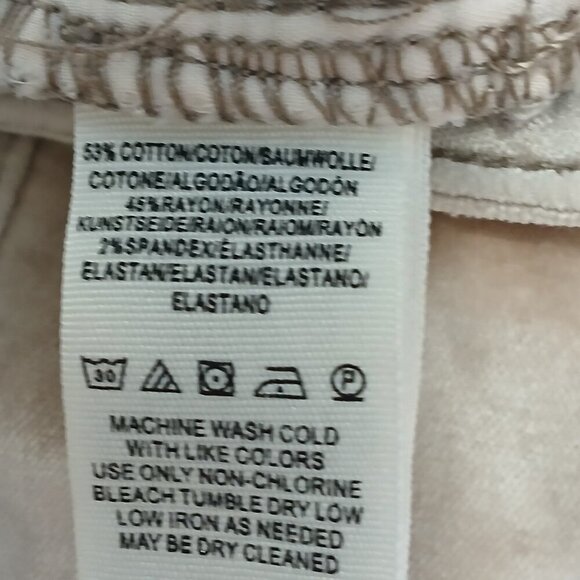 53% COTTON/COTON/BAUMWOLLE/
COTONE/ALGODÃO/ALGODÓN
45%RAYON/RAYONNE/
KUNSTSEIDE/RAION/RAIOM/RAYÓN
2%SPANDEX/ÉLASTHANNE/
ELASTAN/ELASTAN/ELASTANO/
ELASTANO
30 P
MACHINE WASH COLD
WITH LIKE COLORS
USE ONLY NON-CHLORINE
BLEACH TUMBLE DRY LOW
LOW IRON AS NEEDED
MAY BE DRY CLEANED